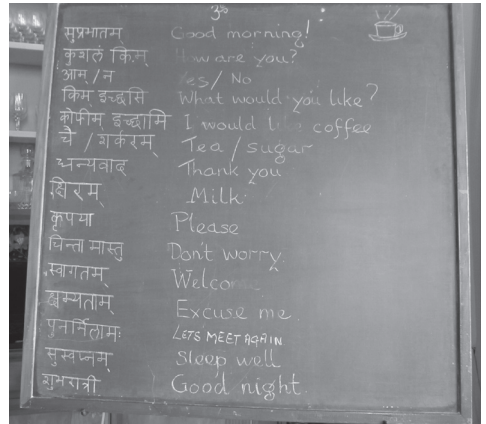 ॐ
सुप्रभातम् Good morning!
कुशलं किम् How are you?
आम् / न Yes / No
किम् इच्छसि What would you like?
कोफीम् इच्छामि I would like coffee
चै / शर्करम् Tea / sugar
धन्यवाद Thank you
क्षिरम् Milk
कृपया Please
चिन्ता मास्तु Don't worry.
स्वागतम् Welcome
क्षम्यताम् Excuse me.
पुनर्मिलामः LETS MEET AGAIN
सुस्वप्नम् Sleep well
शुभरात्री Good night.